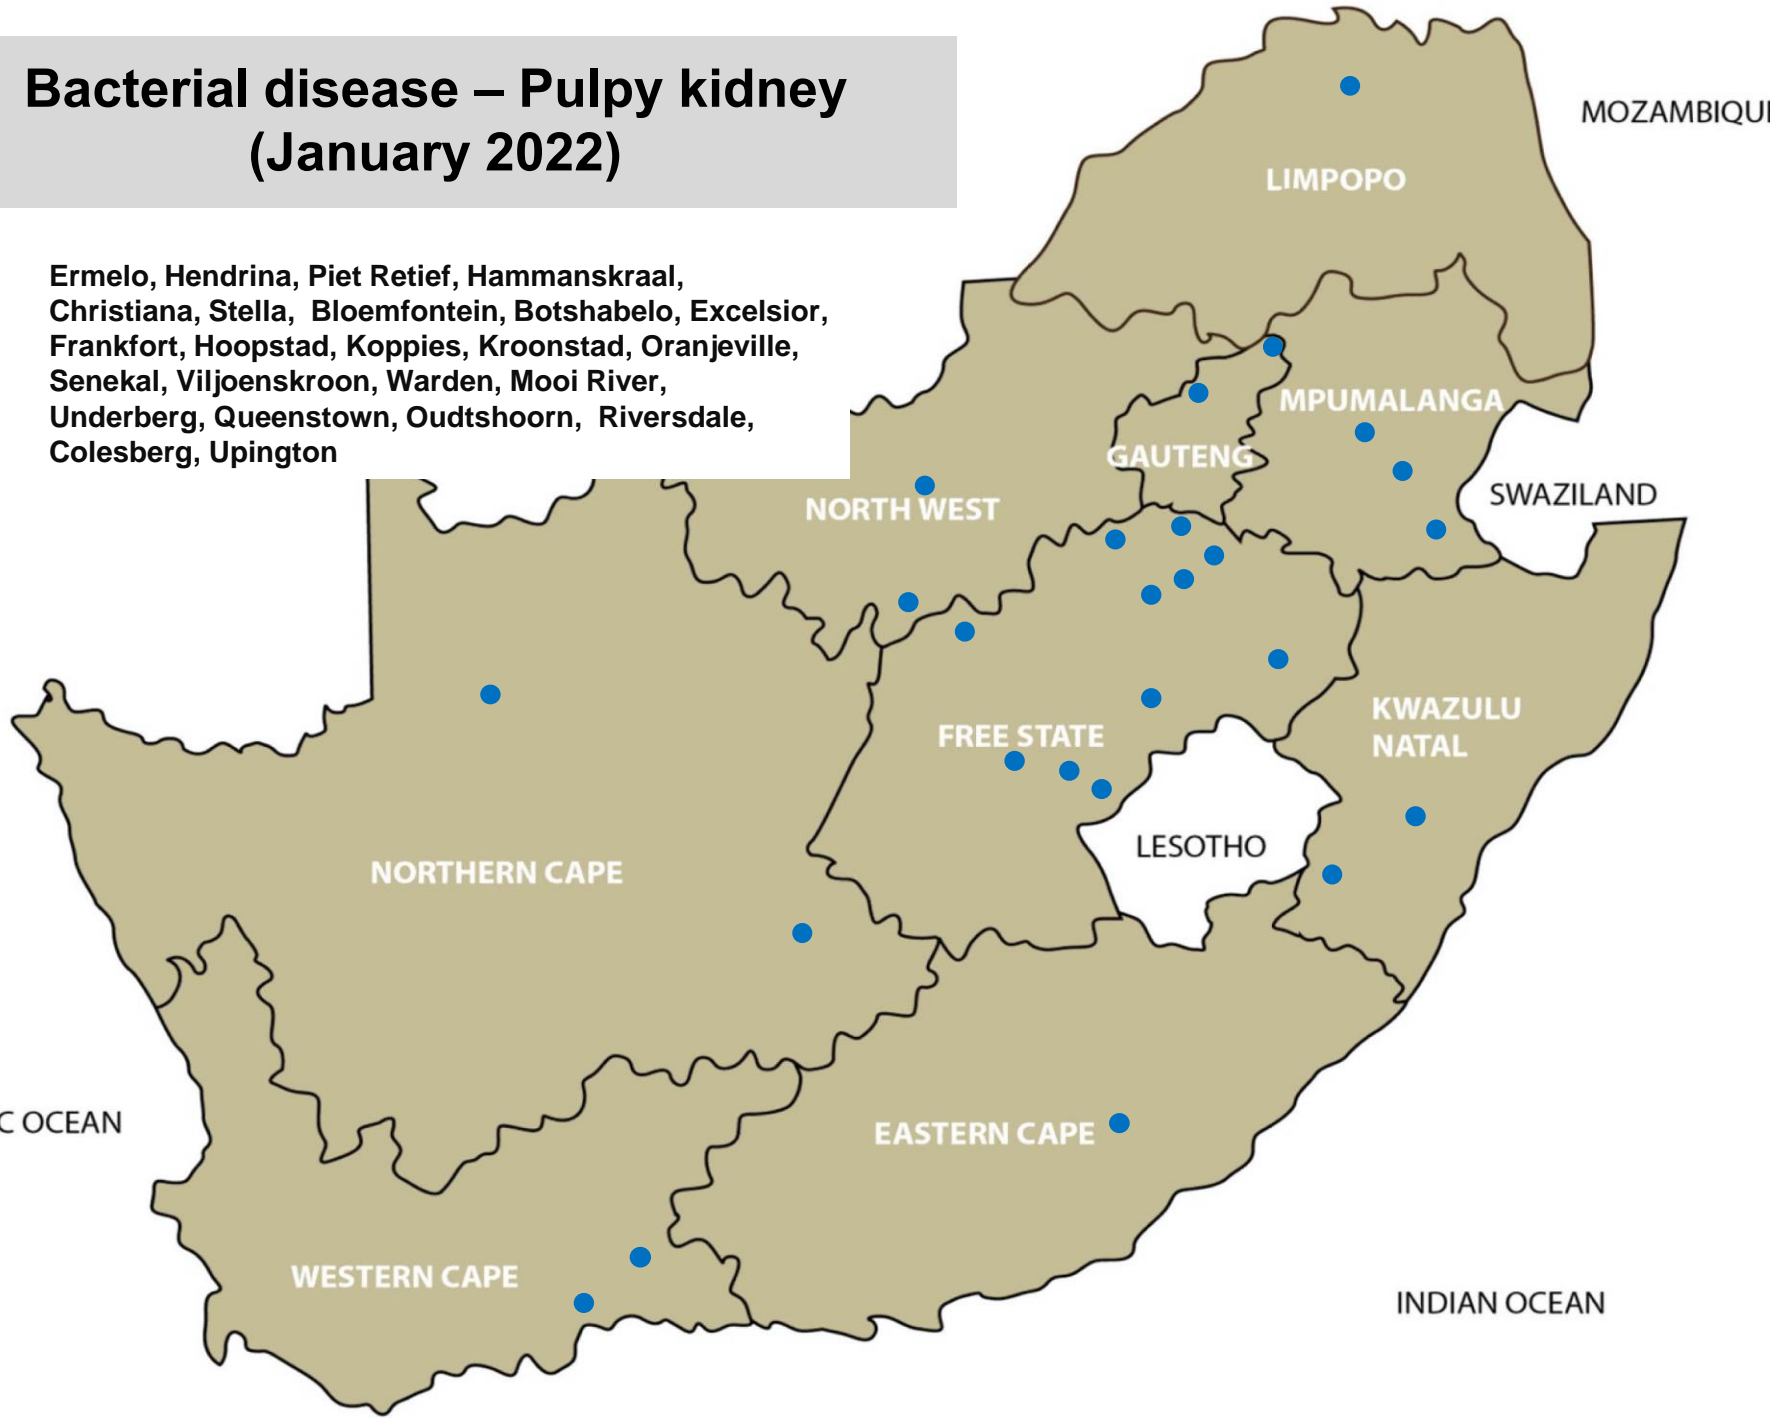 Bacterial disease – Pulpy kidney
(January 2022)
Ermelo, Hendrina, Piet Retief, Hammanskraal,
Christiana, Stella, Bloemfontein, Botshabelo, Excelsior,
Frankfort, Hoopstad, Koppies, Kroonstad, Oranjeville,
Senekal, Viljoenskroon, Warden, Mooi River,
Underberg, Queenstown, Oudtshoorn, Riversdale,
Colesberg, Upington
MOZAMBIQUE
LIMPOPO
MPUMALANGA
GAUTENG
SWAZILAND
NORTH WEST
KWAZULU
NATAL
FREE STATE
LESOTHO
NORTHERN CAPE
C OCEAN
EASTERN CAPE
WESTERN CAPE
INDIAN OCEAN